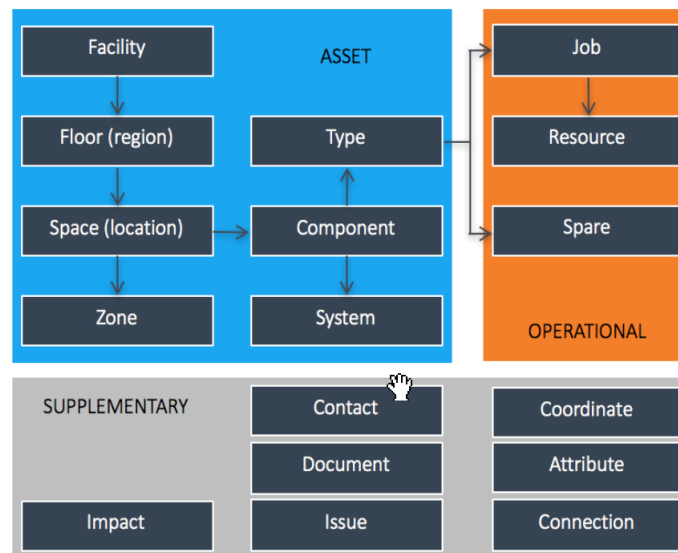 Facility
ASSET
Job
Floor (region)
Type
Resource
Space (location)
Component
Spare
Zone
System
OPERATIONAL
SUPPLEMENTARY
Contact
Coordinate
Document
Attribute
Impact
Issue
Connection